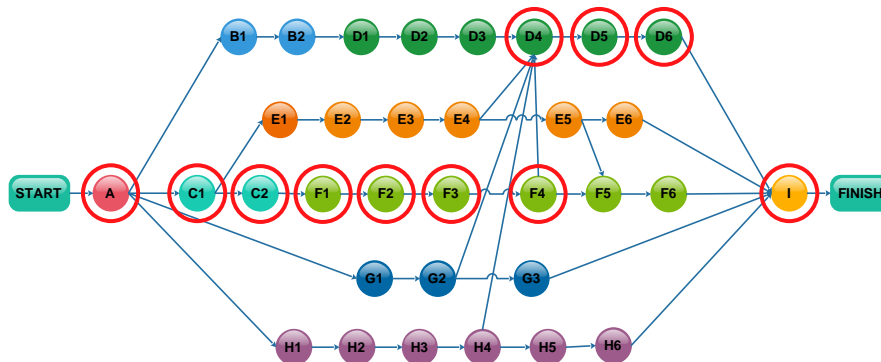 B1 B2 D1 D2 D3 D4 D5 D6
E1 E2 E3 E4 E5 E6
START A C1 C2 F1 F2 F3 F4 F5 F6 I FINISH
G1 G2 G3
H1 H2 H3 H4 H5 H6